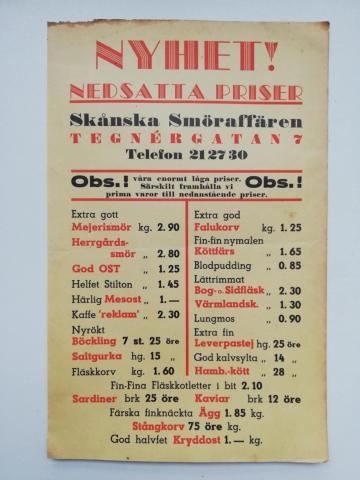 NYHET!
NEDSATTA PRISER
Skånska Smöraffären
TEGNÉRGATAN 7
Telefon 212730
Obs.! våra enormt låga priser. Obs.!
Särskilt framhålla vi
prima varor till nedanstående priser.
Extra gott
Mejerismör kg. 2.90
Herrgårds-
smör „ 2.80
God OST „ 1.25
Helfet Stilton „ 1.45
Härlig Mesost „ 1.—
Kaffe 'reklam' „ 2.30
Nyrökt
Böckling 7 st. 25 öre
Saltgurka hg. 15 „
Fläskkorv kg. 1.60
Extra god
Falukorv kg. 1.25
Fin-fin nymalen
Köttfärs „ 1.65
Blodpudding „ 0.85
Lättrimmat
Bog- o. Sidfläsk „ 2.30
Värmlandsk. „ 1.30
Lungmos „ 0.90
Extra fin
Leverpastej hg. 25 öre
God kalvsylta „ 14 „
Hamb.-kött „ 28 „
Fin-Fina Fläskkotletter i bit 2.10
Sardiner brk 25 öre Kaviar brk 12 öre
Färska finknäckta Ägg 1.85 kg.
Stångkorv 75 öre kg.
God halvfet Kryddost 1.— kg.